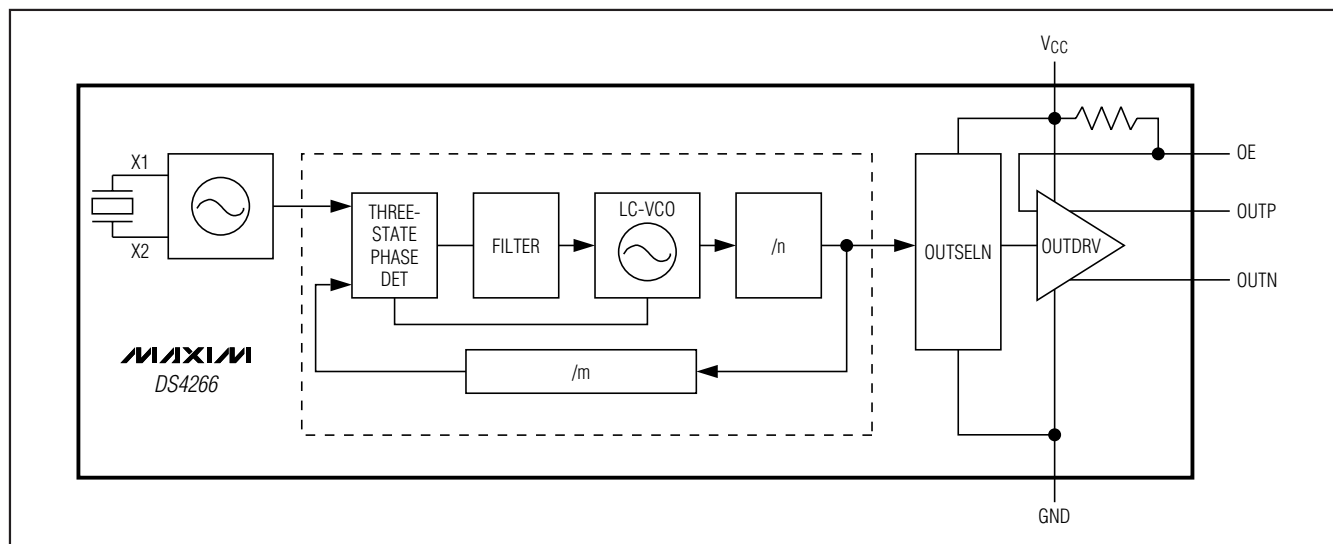 VCC
X1
X2
THREE-
STATE
PHASE
DET
FILTER
LC-VCO
/n
/m
OUTSELN
OUTDRV
OE
OUTP
OUTN
MAXIM
DS4266
GND